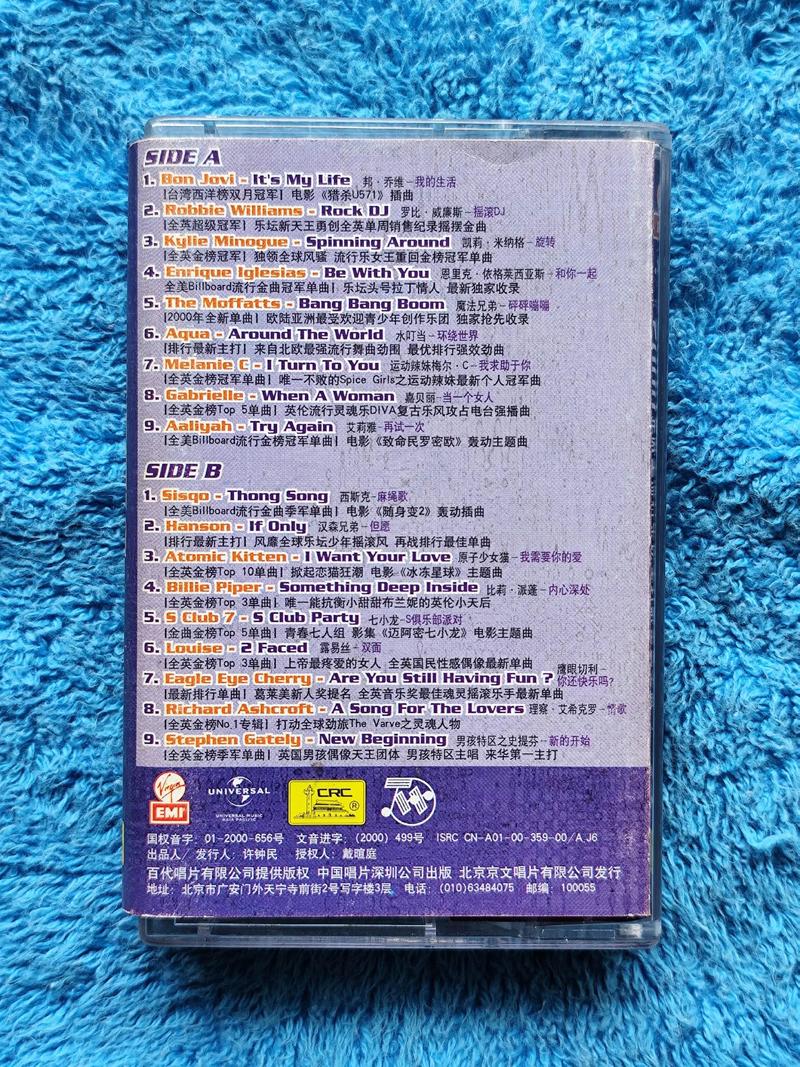 SIDE A
1. Bon Jovi - It's My Life 邦·乔维-我的生活
[台湾西洋榜双月冠军] 电影《猎杀U571》插曲
2. Robbie Williams - Rock DJ 罗比·威廉斯-摇滚DJ
[全英超级冠军] 乐坛新天王勇创全英单周销售纪录摇摆金曲
3. Kylie Minogue - Spinning Around 凯莉·米纳格-旋转
[全英金榜冠军] 独领全球风骚 流行乐女王重回金榜冠军单曲
4. Enrique Iglesias - Be With You 恩里克·依格莱西亚斯-和你一起
全美Billboard流行金曲冠军单曲] 乐坛头号拉丁情人 最新独家收录
5. The Moffatts - Bang Bang Boom 魔法兄弟-砰砰嘣嘣
[2000年全新单曲] 欧陆亚洲最受欢迎青少年创作乐团 独家抢先收录
6. Aqua - Around The World 水叮当-环绕世界
[排行最新主打] 来自北欧最强流行舞曲劲围 最优排行强效劲曲
7. Melanie C - I Turn To You 运动辣妹梅尔·C-我求助于你
[全英金榜冠军单曲] 唯一不败的Spice Girls之运动辣妹最新个人冠军曲
8. Gabrielle - When A Woman 嘉贝丽-当一个女人
[全英金榜Top 5单曲] 英伦流行灵魂乐DIVA复古乐风攻占电台强播曲
9. Aaliyah - Try Again 艾莉雅-再试一次
[全美Billboard流行金榜冠军单曲] 电影《致命民罗密欧》轰动主题曲
SIDE B
1. Sisqo - Thong Song 西斯克-麻绳歌
[全美Billboard流行金曲季军单曲] 电影《随身变2》轰动插曲
2. Hanson - If Only 汉森兄弟-但愿
[排行最新主打] 风靡全球乐坛少年摇滚风 再战排行最佳单曲
3. Atomic Kitten - I Want Your Love 原子少女猫-我需要你的爱
[全英金榜Top 10单曲] 掀起恋猫狂潮 电影《冰冻星球》主题曲
4. Billie Piper - Something Deep Inside 比莉·派蓬-内心深处
[全英金榜Top 3单曲] 唯一能抗衡小甜甜布兰妮的英伦小天后
5. S Club 7 - S Club Party 七小龙-S俱乐部派对
[全曲金榜Top 5单曲] 青春七人组 影集《迈阿密七小龙》电影主题曲
6. Louise - 2 Faced 露易丝-双面
[全英金榜Top 3单曲] 上帝最疼爱的女人 全英国民性感偶像最新单曲
7. Eagle Eye Cherry - Are You Still Having Fun ? 鹰眼切利-你还快乐吗?
[最新排行单曲] 葛莱美新人奖提名 全英音乐奖最佳魂灵摇滚乐手最新单曲
8. Richard Ashcroft - A Song For The Lovers 理察·艾希克罗-情歌
[全英金榜No.1专辑] 打动全球劲旅The Varve之灵魂人物
9. Stephen Gately - New Beginning 男孩特区之史提芬-新的开始
[全英金榜季军单曲] 英国男孩偶像天王团体 男孩特区主唱 来华第一主打
Virgin
EMI
UNIVERSAL
UNIVERSAL MUSIC
ASIA PACIFIC
CRC
®
国权音字: 01-2000-656号 文音进字: (2000) 499号 ISRC CN-A01-00-359-00/A.J6
出品人/ 发行人: 许钟民 授权人: 戴暄庭
百代唱片有限公司提供版权 中国唱片深圳公司出版 北京京文唱片有限公司发行
地址: 北京市广安门外天宁寺前街2号写字楼3层 电话: (010)63484075 邮编: 100055